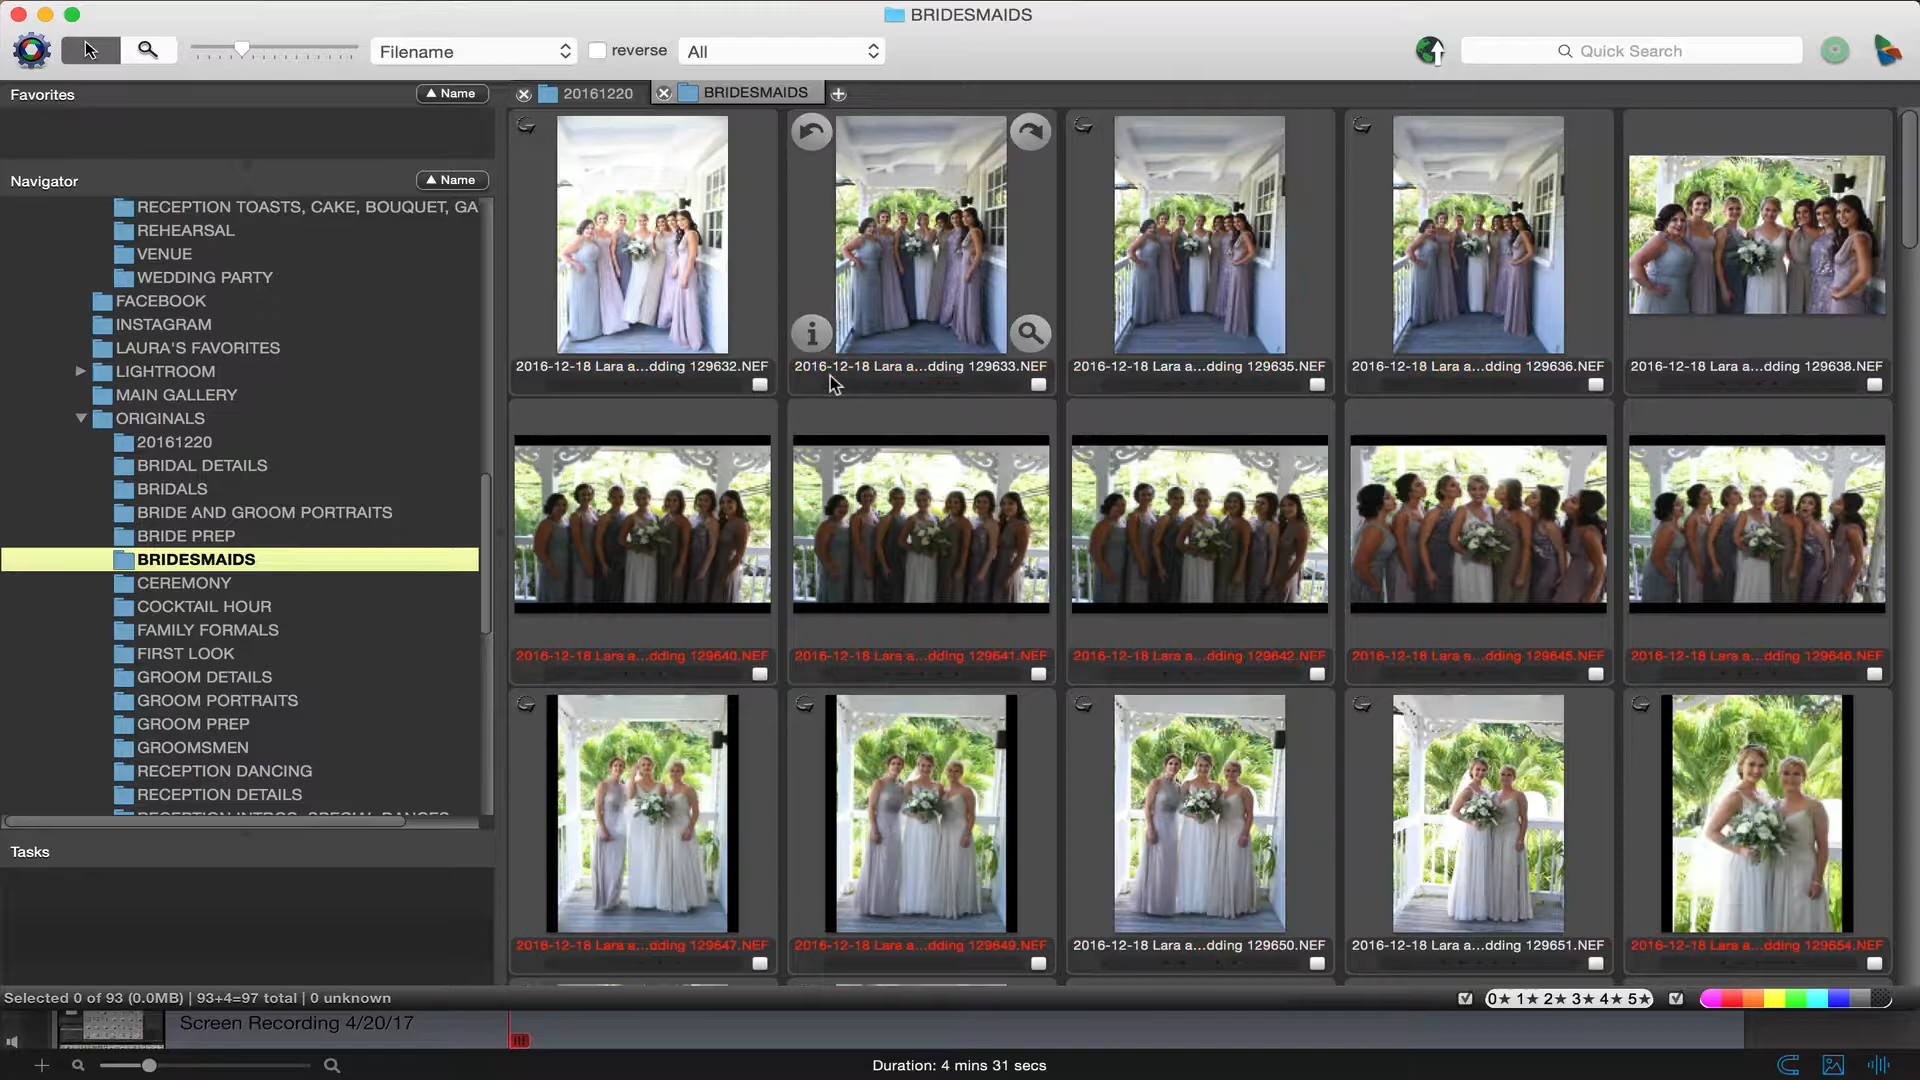 BRIDESMAIDS
Filename
reverse
All
Quick Search
Favorites
▲ Name
20161220
BRIDESMAIDS
Navigator
▲ Name
RECEPTION TOASTS, CAKE, BOUQUET, GA
REHEARSAL
VENUE
WEDDING PARTY
FACEBOOK
INSTAGRAM
LAURA'S FAVORITES
LIGHTROOM
MAIN GALLERY
ORIGINALS
20161220
BRIDAL DETAILS
BRIDALS
BRIDE AND GROOM PORTRAITS
BRIDE PREP
BRIDESMAIDS
CEREMONY
COCKTAIL HOUR
FAMILY FORMALS
FIRST LOOK
GROOM DETAILS
GROOM PORTRAITS
GROOM PREP
GROOMSMEN
RECEPTION DANCING
RECEPTION DETAILS
RECEPTION INTROS, SPECIAL DANCES
Tasks
2016-12-18 Lara a...dding 129632.NEF
2016-12-18 Lara a...dding 129633.NEF
2016-12-18 Lara a...dding 129635.NEF
2016-12-18 Lara a...dding 129636.NEF
2016-12-18 Lara a...dding 129638.NEF
2016-12-18 Lara a...dding 129640.NEF
2016-12-18 Lara a...dding 129641.NEF
2016-12-18 Lara a...dding 129642.NEF
2016-12-18 Lara a...dding 129645.NEF
2016-12-18 Lara a...dding 129646.NEF
2016-12-18 Lara a...dding 129647.NEF
2016-12-18 Lara a...dding 129649.NEF
2016-12-18 Lara a...dding 129650.NEF
2016-12-18 Lara a...dding 129651.NEF
2016-12-18 Lara a...dding 129654.NEF
Selected 0 of 93 (0.0MB) | 93+4=97 total | 0 unknown
0★ 1★ 2★ 3★ 4★ 5★
Screen Recording 4/20/17
Duration: 4 mins 31 secs